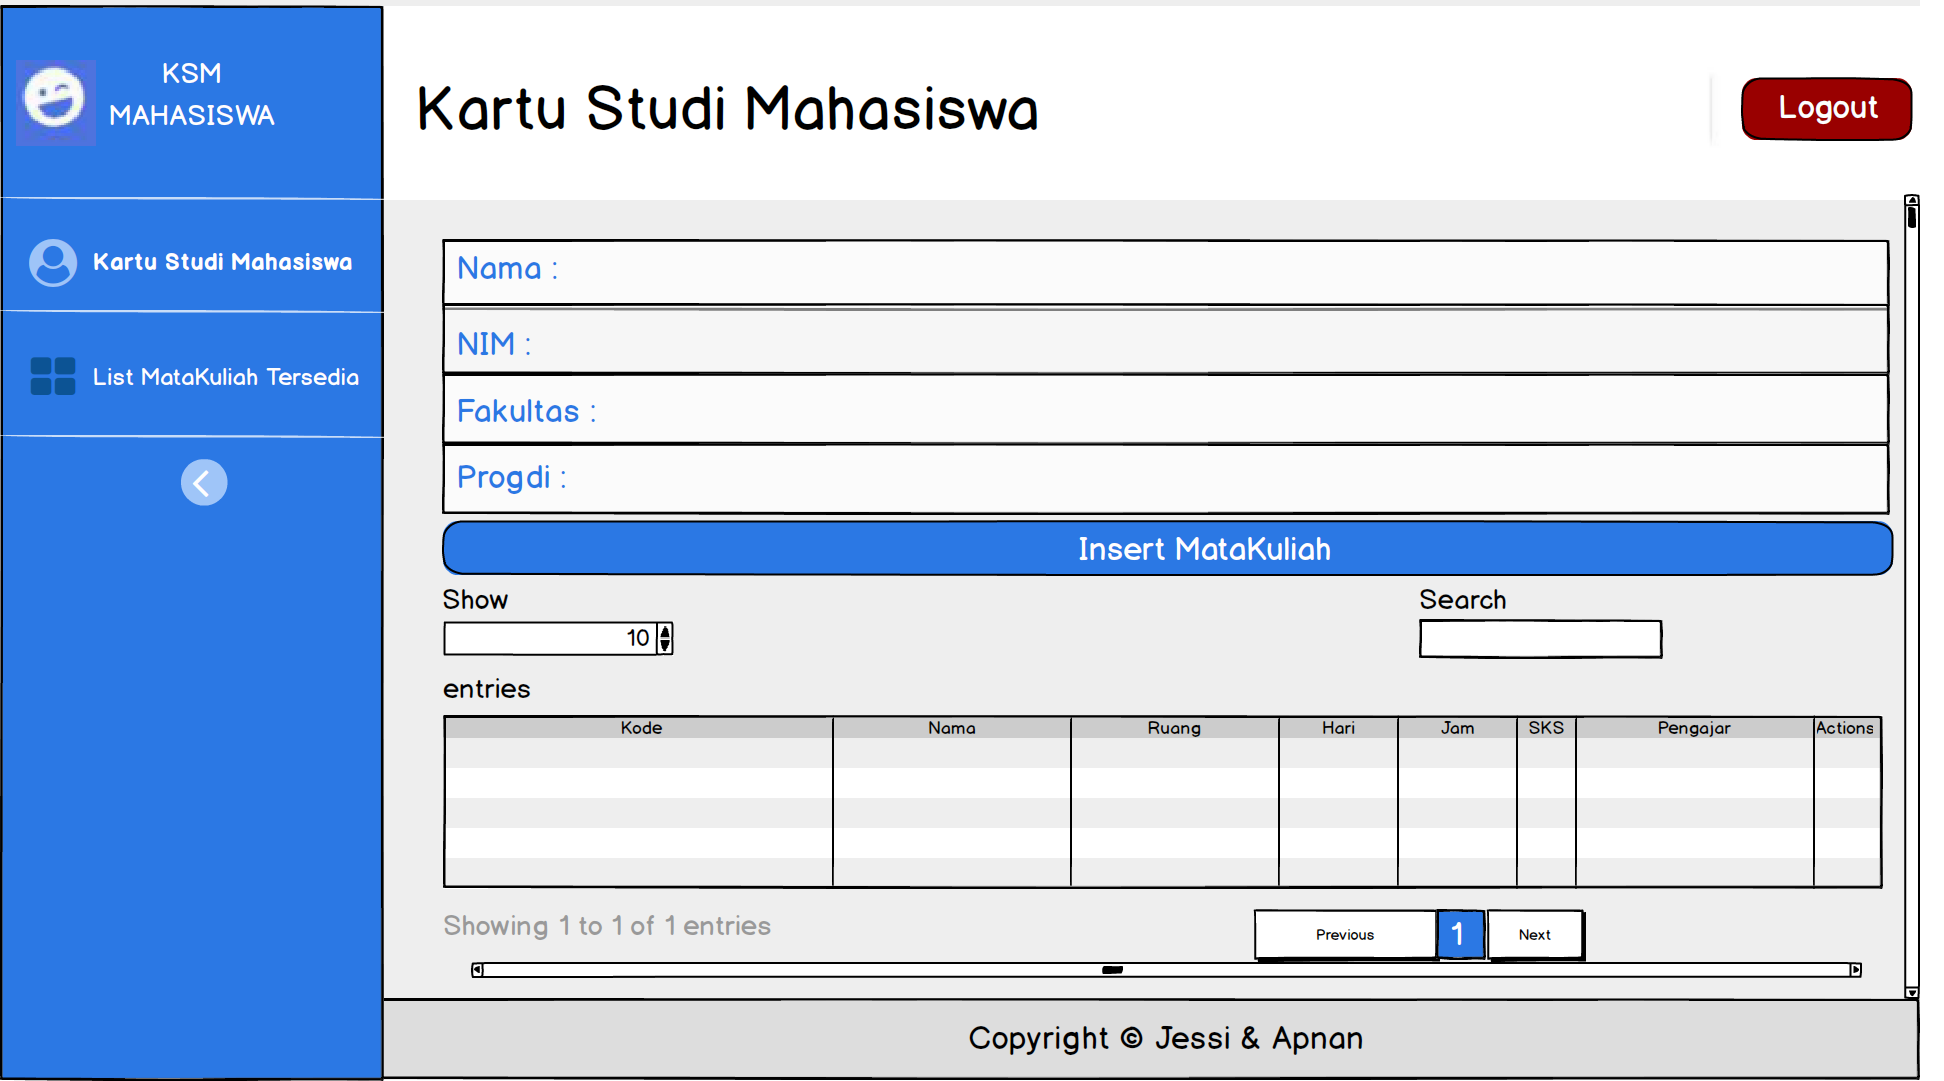 KSM
MAHASISWA
Kartu Studi Mahasiswa
Logout
Kartu Studi Mahasiswa
List MataKuliah Tersedia
Nama :
NIM :
Fakultas :
Progdi :
Insert MataKuliah
Show
Search
10
entries
Kode Nama Ruang Hari Jam SKS Pengajar Actions
Showing 1 to 1 of 1 entries
Previous 1 Next
Copyright © Jessi & Apnan